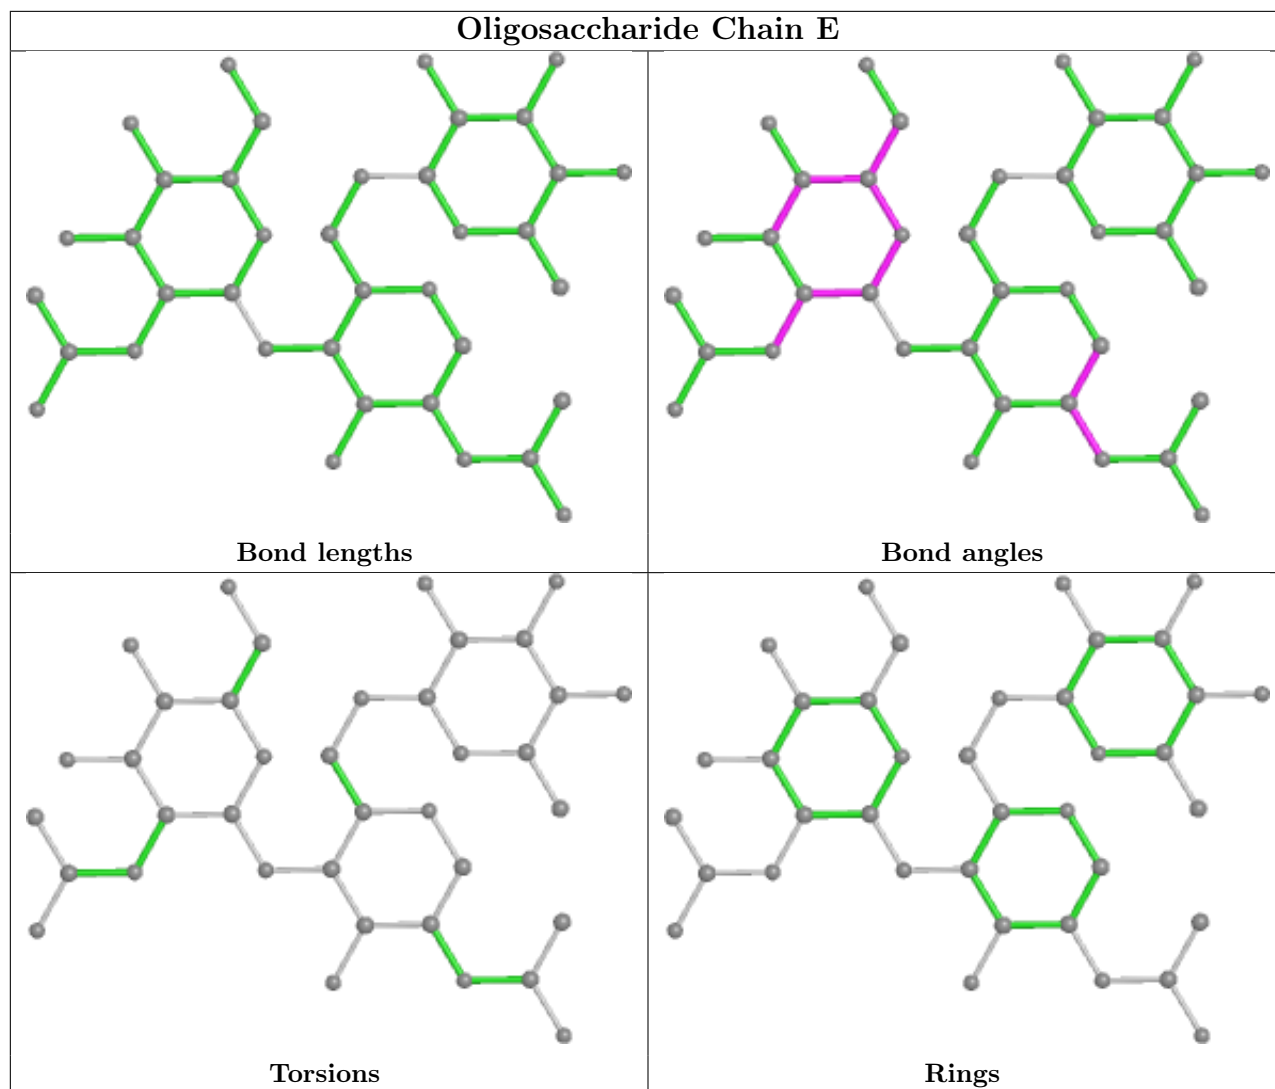 Oligosaccharide Chain E
Bond lengths
Bond angles
Torsions
Rings